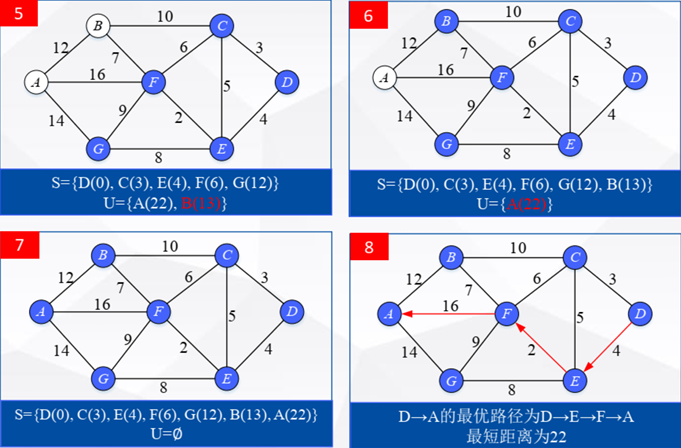 5
10
B
C
12
7
6
3
A
16
F
D
14
9
2
5
4
G
8
E
S={D(0), C(3), E(4), F(6), G(12)}
U={A(22), B(13)}
6
10
B
C
12
7
6
3
A
16
F
D
14
9
2
5
4
G
8
E
S={D(0), C(3), E(4), F(6), G(12), B(13)}
U={A(22)}
7
10
B
C
12
7
6
3
A
16
F
D
14
9
2
5
4
G
8
E
S={D(0), C(3), E(4), F(6), G(12), B(13), A(22)}
U=∅
8
10
B
C
12
7
6
3
A
16
F
D
14
9
2
5
4
G
8
E
D→A的最优路径为D→E→F→A
最短距离为22